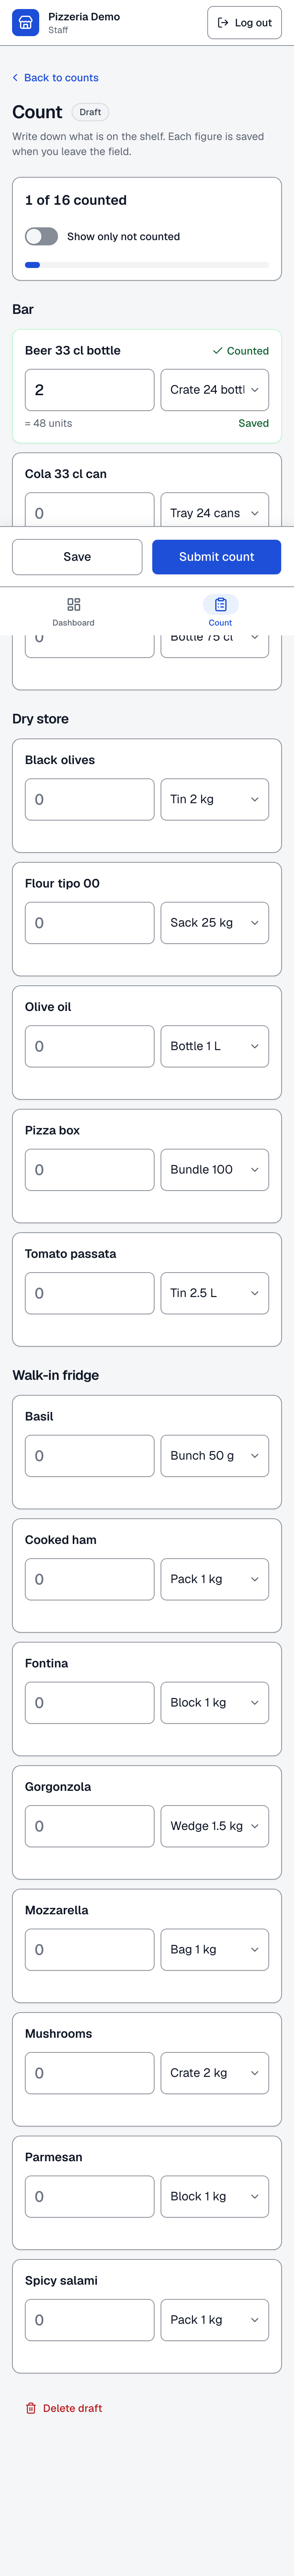 Pizzeria Demo
Staff
Log out
Back to counts
Count
Draft
Write down what is on the shelf. Each figure is saved
when you leave the field.
1 of 16 counted
Show only not counted
Bar
Beer 33 cl bottle
Counted
2
Crate 24 bottl
= 48 units
Saved
Cola 33 cl can
0
Tray 24 cans
Save
Submit count
Dashboard
Count
0
Bottle 75 cl
Dry store
Black olives
0
Tin 2 kg
Flour tipo 00
0
Sack 25 kg
Olive oil
0
Bottle 1 L
Pizza box
0
Bundle 100
Tomato passata
0
Tin 2.5 L
Walk-in fridge
Basil
0
Bunch 50 g
Cooked ham
0
Pack 1 kg
Fontina
0
Block 1 kg
Gorgonzola
0
Wedge 1.5 kg
Mozzarella
0
Bag 1 kg
Mushrooms
0
Crate 2 kg
Parmesan
0
Block 1 kg
Spicy salami
0
Pack 1 kg
Delete draft